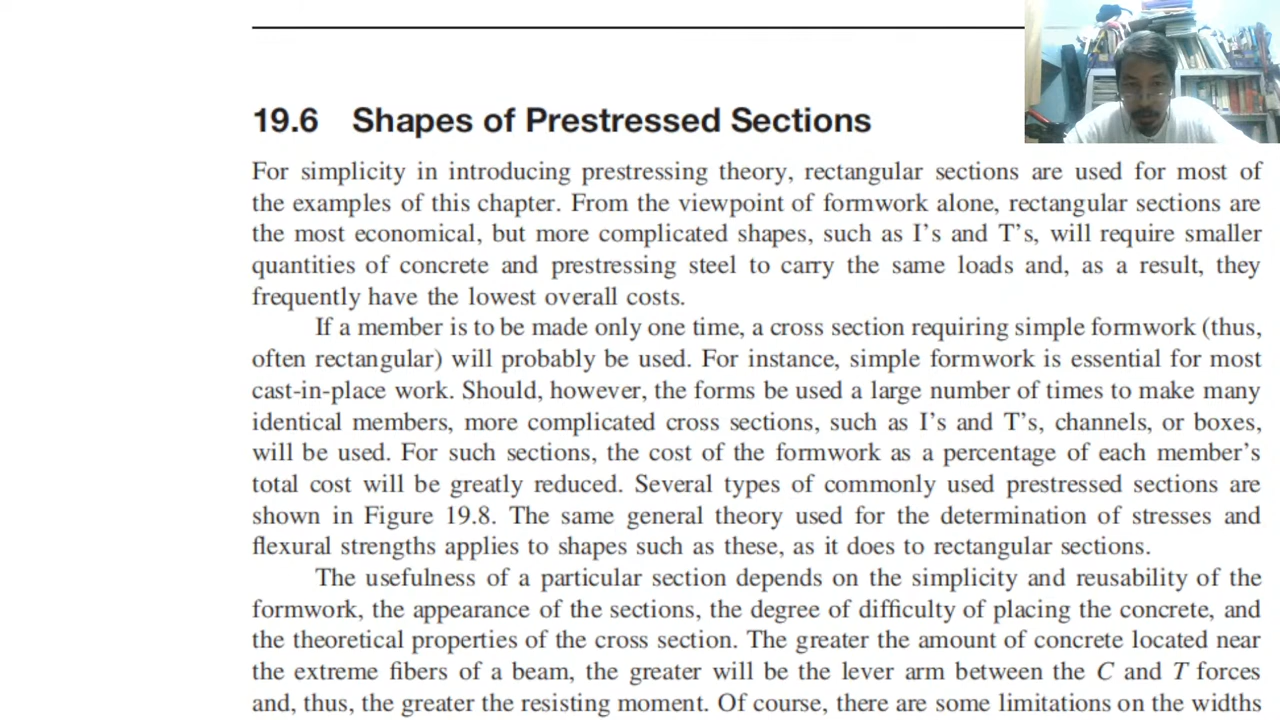 19.6 Shapes of Prestressed Sections
For simplicity in introducing prestressing theory, rectangular sections are used for most of
the examples of this chapter. From the viewpoint of formwork alone, rectangular sections are
the most economical, but more complicated shapes, such as I's and T's, will require smaller
quantities of concrete and prestressing steel to carry the same loads and, as a result, they
frequently have the lowest overall costs.
If a member is to be made only one time, a cross section requiring simple formwork (thus,
often rectangular) will probably be used. For instance, simple formwork is essential for most
cast-in-place work. Should, however, the forms be used a large number of times to make many
identical members, more complicated cross sections, such as I's and T's, channels, or boxes,
will be used. For such sections, the cost of the formwork as a percentage of each member's
total cost will be greatly reduced. Several types of commonly used prestressed sections are
shown in Figure 19.8. The same general theory used for the determination of stresses and
flexural strengths applies to shapes such as these, as it does to rectangular sections.
The usefulness of a particular section depends on the simplicity and reusability of the
formwork, the appearance of the sections, the degree of difficulty of placing the concrete, and
the theoretical properties of the cross section. The greater the amount of concrete located near
the extreme fibers of a beam, the greater will be the lever arm between the C and T forces
and, thus, the greater the resisting moment. Of course, there are some limitations on the widths